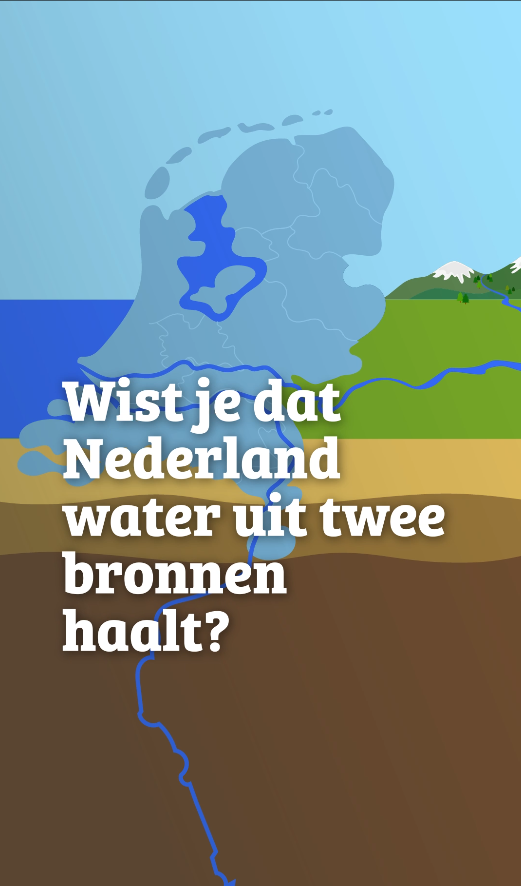 Wist je dat
Nederland
water uit twee
bronnen
haalt?